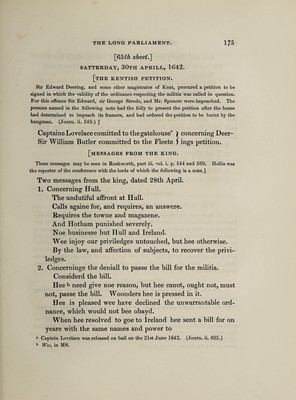 THE LONG PARLIAMENT. 175
[65th sheet.]
SATTERDAY, 30TH APRILL, 1642.
[THE KENTISH PETITION.
Sir Edward Deering, and some other magistrates of Kent, procured a petition to be
signed in which the validity of the ordinance respecting the militia was called in question.
For this offence Sir Edward, sir George Strode, and Mr. Spencer were impeached. The
persons named in the following note had the folly to present the petition after the house
had determined to impeach its framers, and had ordered the petition to be burnt by the
hangman. (Journ. ii. 549.) ]
Captaine Lovelace comitted to the gatehouse a } concerning Deer-
Sir William Butler committed to the Fleete } ings petition.
[MESSAGES FROM THE KING.
These messages may be seen in Rushworth, part iii. vol. i. p. 544 and 569. Hollis was
the reporter of the conference with the lords of which the following is a note.]
Two messages from the king, dated 28th April.
1. Concerning Hull.
The undutiful affront at Hull.
Calls againe for, and requires, an answere.
Requires the towne and magazene.
And Hotham punished severely.
Noe businesse but Hull and Ireland.
Wee injoy our priviledges untouched, but hee otherwise.
By the law, and affection of subjects, to recover the privi-
ledges.
2. Concerninge the deniall to passe the bill for the militia.
Considerd the bill.
Hee b need give noe reason, but hee canot, ought not, must
not, passe the bill. Woonders hee is pressed in it.
Hee is pleased wee have declined the unwarrantable ord-
nance, which would not bee obayd.
When hee resolved to goe to Ireland hee sent a bill for on
yeare with the same names and power to
a Captain Lovelace was released on bail on the 21st June 1642. (Journ. ii. 635.)
b Wee, in MS.